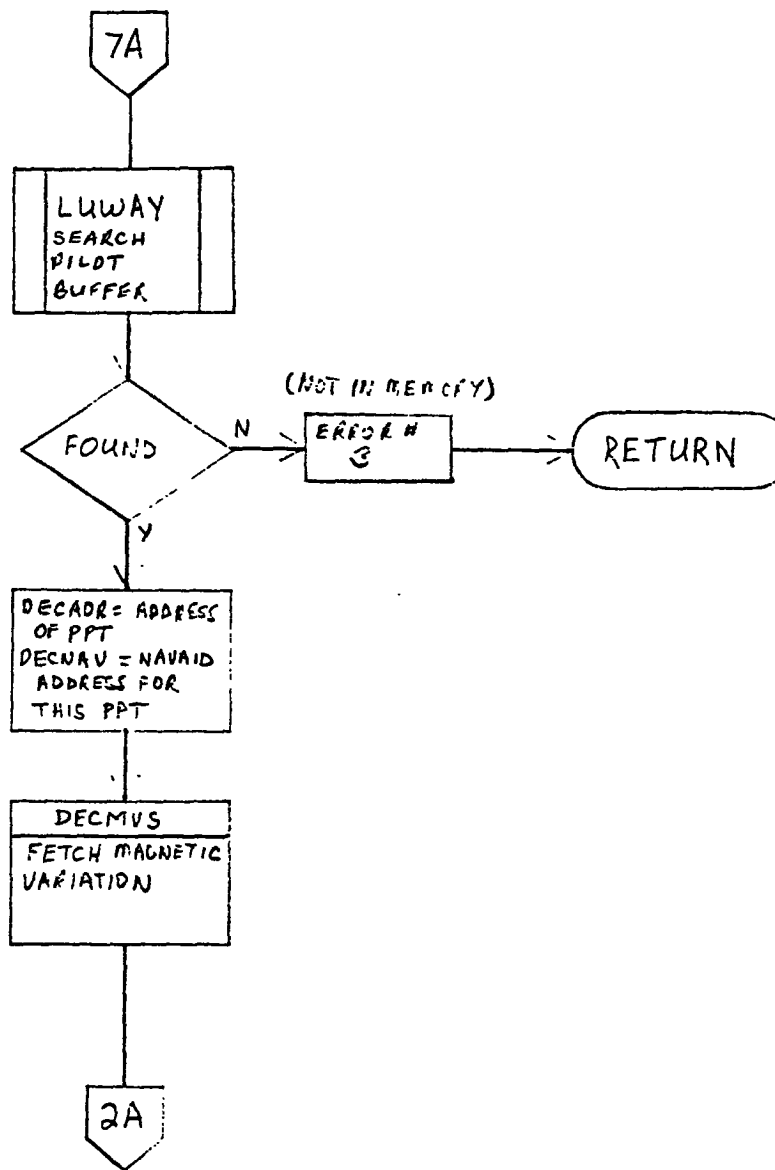 7A
LUWAY
SEARCH
PILOT
BUFFER
(NOT IN MEMORY)
FOUND
N
ERROR #
3
RETURN
Y
DECADR = ADDRESS
OF PPT
DECNAV = NAVAID
ADDRESS FOR
THIS PPT
DECMVS
FETCH MAGNETIC
VARIATION
2A